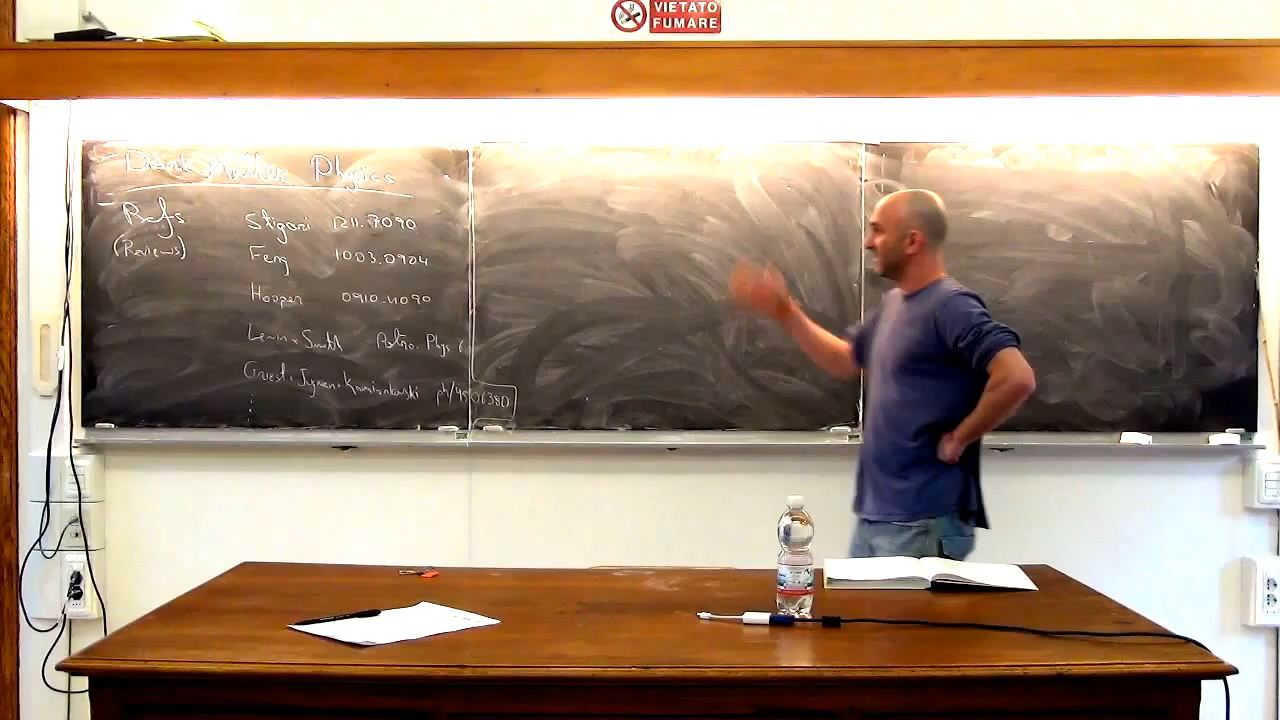 VIETATO
FUMARE
Dark Matter Physics
Refs
(Reviews)
Strigari 1211.7090
Feng 1003.0904
Hooper 0910.4090
Lewin + Smith Astro. Phys 6
Griest + Jungman + Kamionkowski ph/9506380